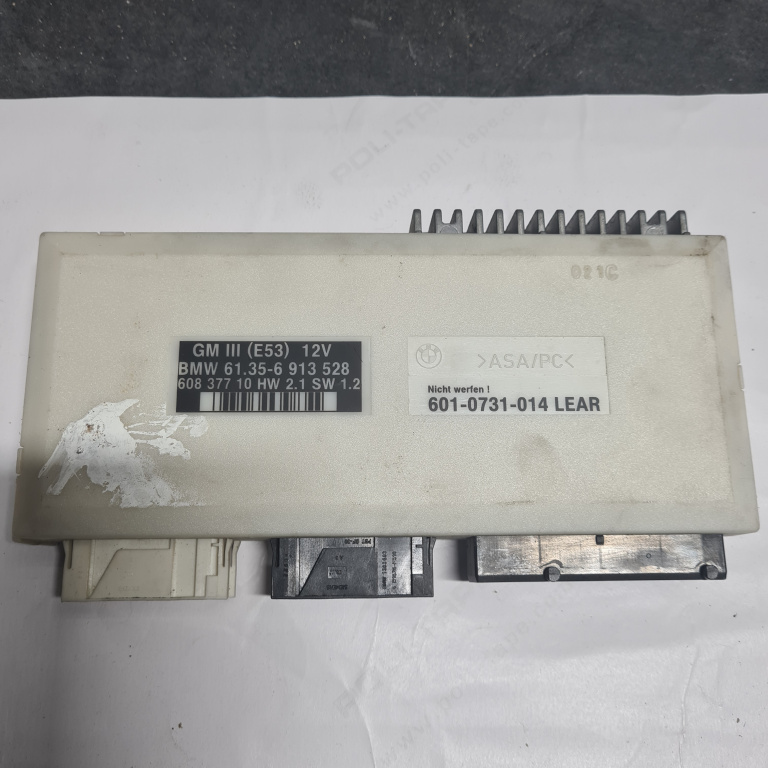 021C
GM III (E53) 12V
BMW 61.35-6 913 528
608 377 10 HW 2.1 SW 1.2
>ASA/PC<
Nicht werfen !
601-0731-014 LEAR